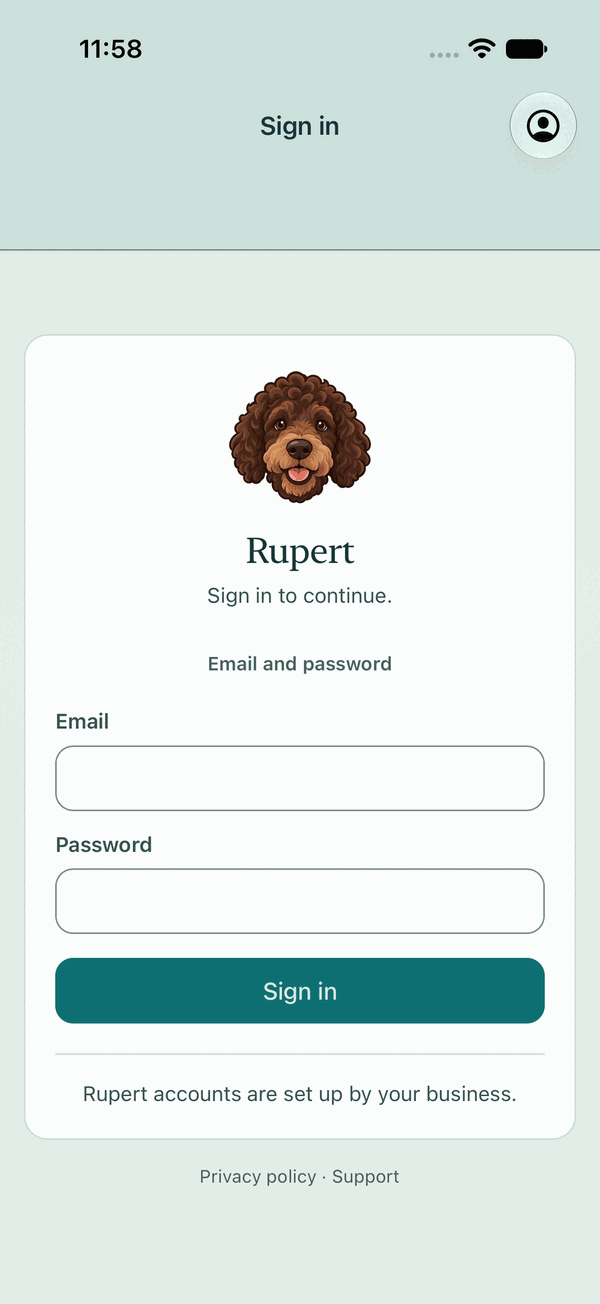 11:58
Sign in
Rupert
Sign in to continue.
Email and password
Email
Password
Sign in
Rupert accounts are set up by your business.
Privacy policy · Support